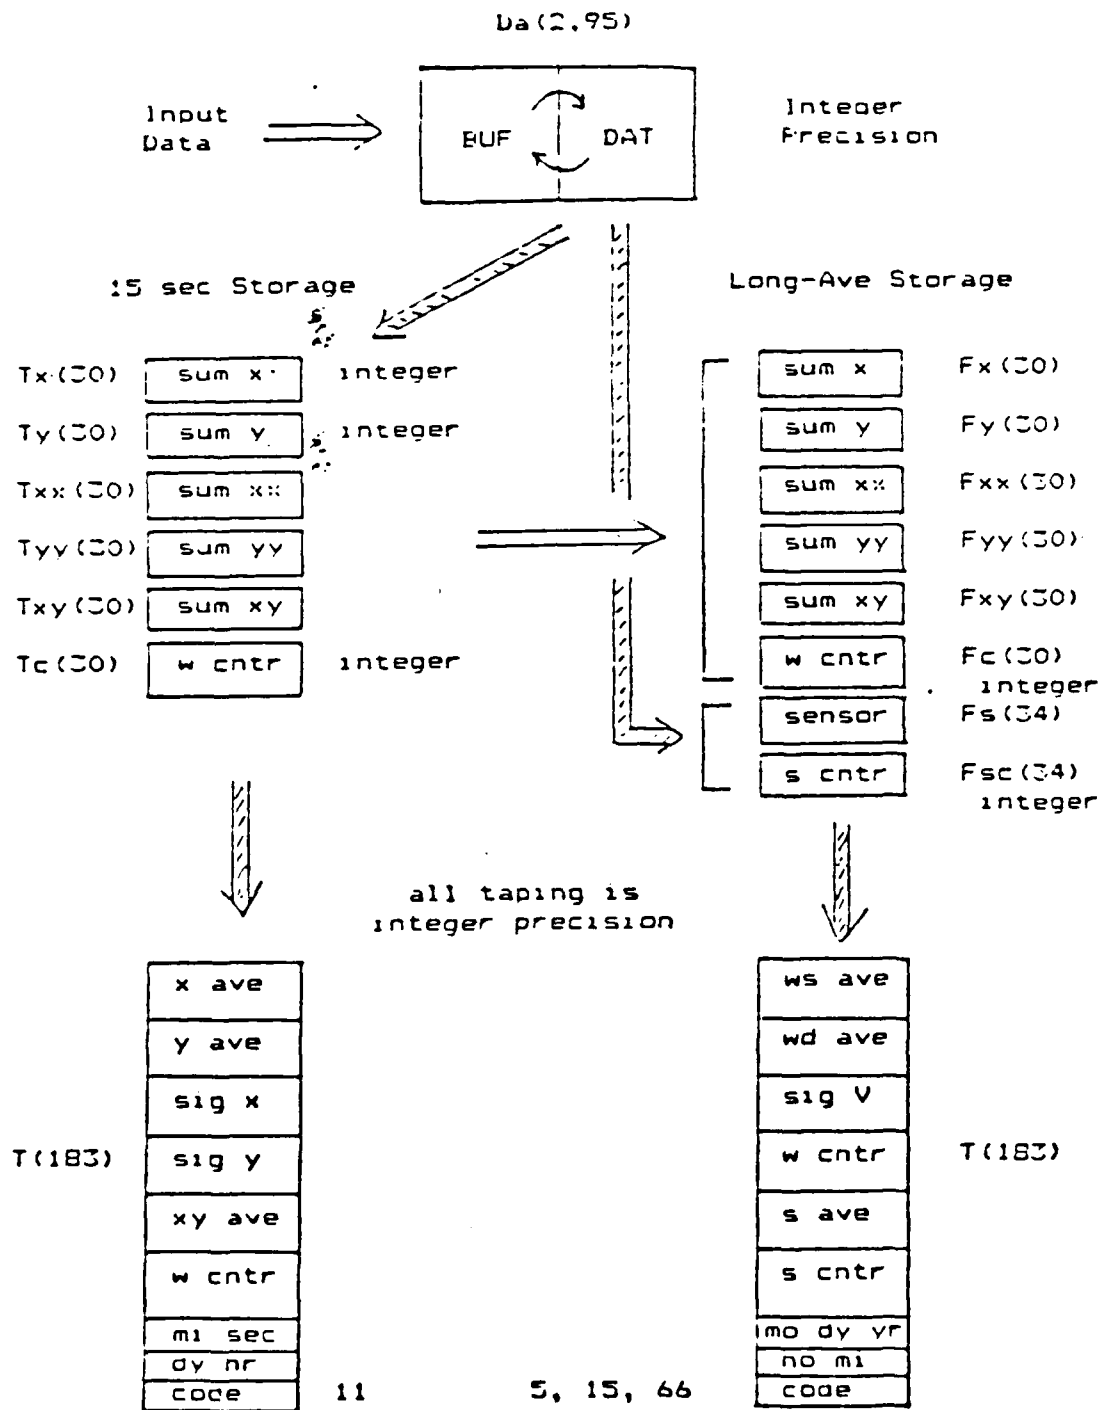 Da(2,95)
Input
Data
BUF
DAT
Integer
Precision
15 sec Storage
Long-Ave Storage
Tx(30)
sum x
integer
Ty(30)
sum y
integer
Txx(30)
sum xx
Tyy(30)
sum yy
Txy(30)
sum xy
Tc(30)
w cntr
integer
sum x
Fx(30)
sum y
Fy(30)
sum xx
Fxx(30)
sum yy
Fyy(30)
sum xy
Fxy(30)
w cntr
Fc(30)
integer
sensor
Fs(34)
s cntr
Fsc(34)
integer
all taping is
integer precision
T(183)
x ave
y ave
sig x
sig y
xy ave
w cntr
mi sec
dy hr
code
11
5, 15, 66
ws ave
wd ave
sig V
w cntr
s ave
s cntr
mo dy yr
ho mi
code
T(183)